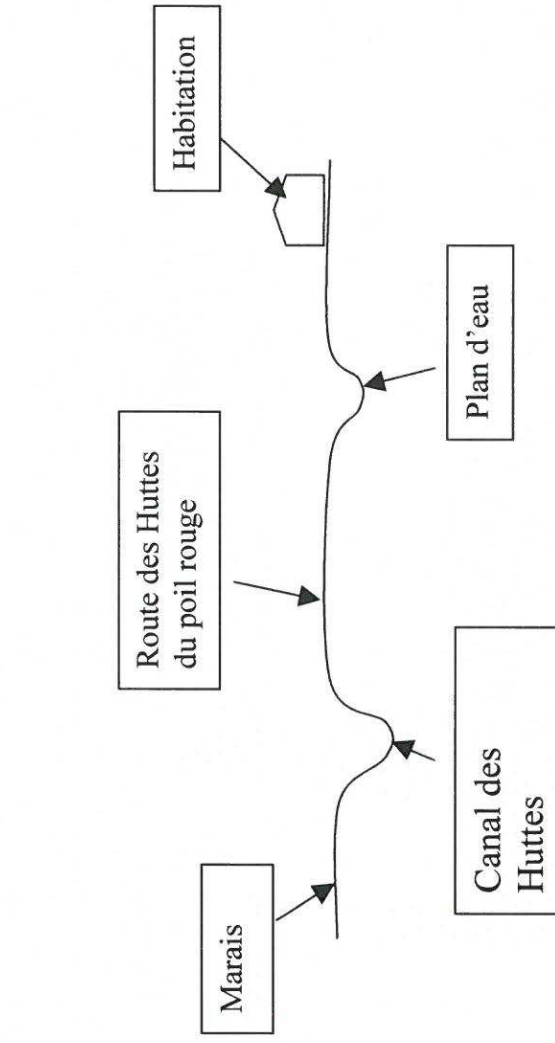 Marais
Canal des
Huttes
Route des Huttes
du poil rouge
Plan d'eau
Habitation